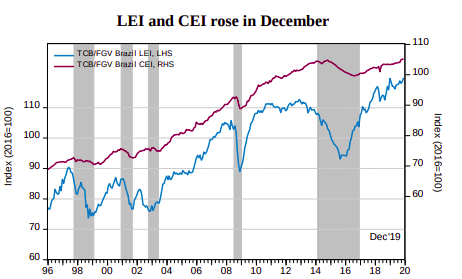 LEI and CEI rose in December
TCB/FGV Brazil LEI, LHS
TCB/FGV Brazil CEI, RHS
Index (2016=100)
110
100
90
80
70
60
110
100
90
80
70
60
Index (2016=100)
Dec'19
96 98 00 02 04 06 08 10 12 14 16 18 20